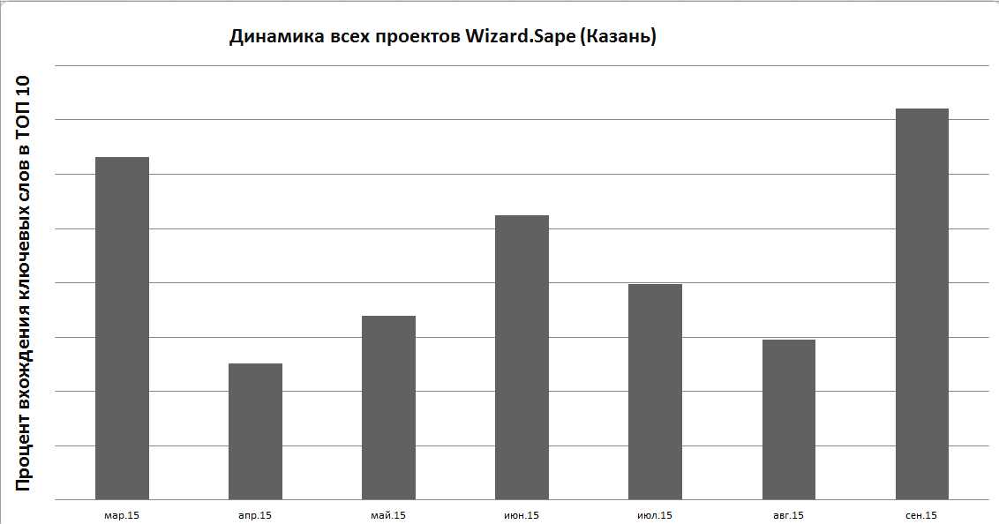 Динамика всех проектов Wizard.Sape (Казань)
Процент вхождения ключевых слов в ТОП 10
мар.15
апр.15
май.15
июн.15
июл.15
авг.15
сен.15